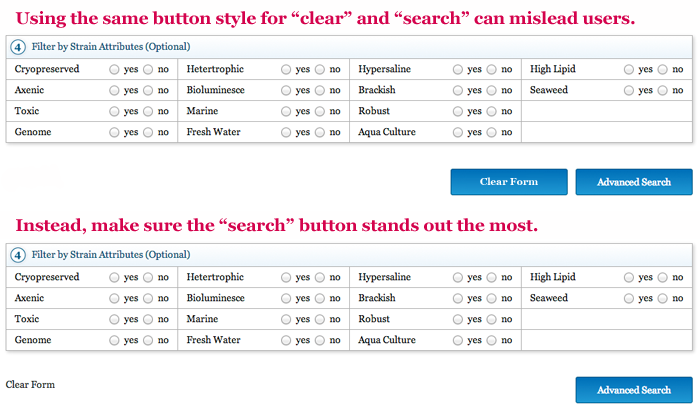 Using the same button style for “clear” and “search” can mislead users.
4 Filter by Strain Attributes (Optional)
Cryopreserved yes no Hetertrophic yes no Hypersaline yes no High Lipid yes no
Axenic yes no Bioluminesce yes no Brackish yes no Seaweed yes no
Toxic yes no Marine yes no Robust yes no
Genome yes no Fresh Water yes no Aqua Culture yes no
Clear Form Advanced Search
Instead, make sure the “search” button stands out the most.
4 Filter by Strain Attributes (Optional)
Cryopreserved yes no Hetertrophic yes no Hypersaline yes no High Lipid yes no
Axenic yes no Bioluminesce yes no Brackish yes no Seaweed yes no
Toxic yes no Marine yes no Robust yes no
Genome yes no Fresh Water yes no Aqua Culture yes no
Clear Form Advanced Search